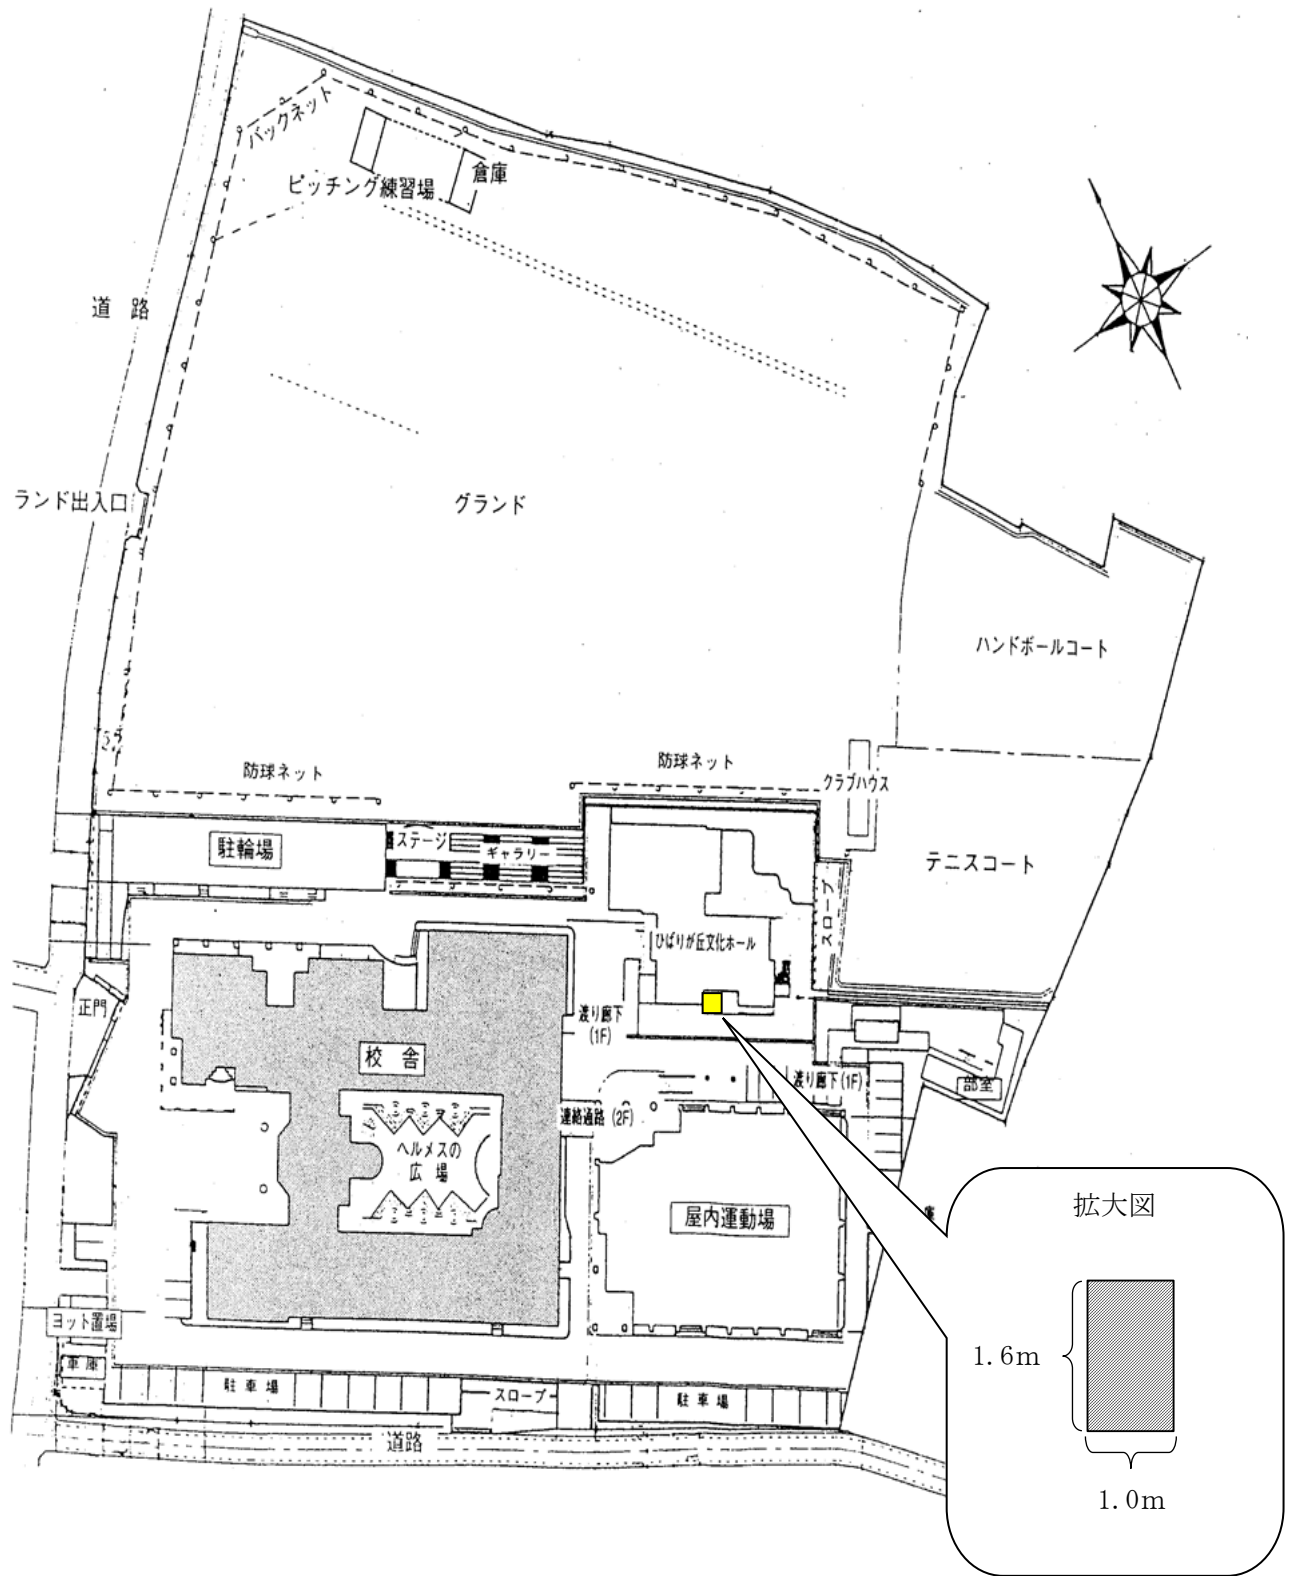 バックネット
倉庫
ピッチング練習場
道 路
ランド出入口
グランド
ハンドボールコート
防球ネット
防球ネット
クラブハウス
駐輪場
ステージ
ギャラリー
テニスコート
スロープ
ひばりが丘文化ホール
正門
渡り廊下
(1F)
校 舎
渡り廊下(1F)
部室
連絡通路(2F)
ヘルメスの
広 場
屋内運動場
拡大図
ヨット置場
車庫
1.6m
駐車場
スロープ
駐車場
道路
1.0m